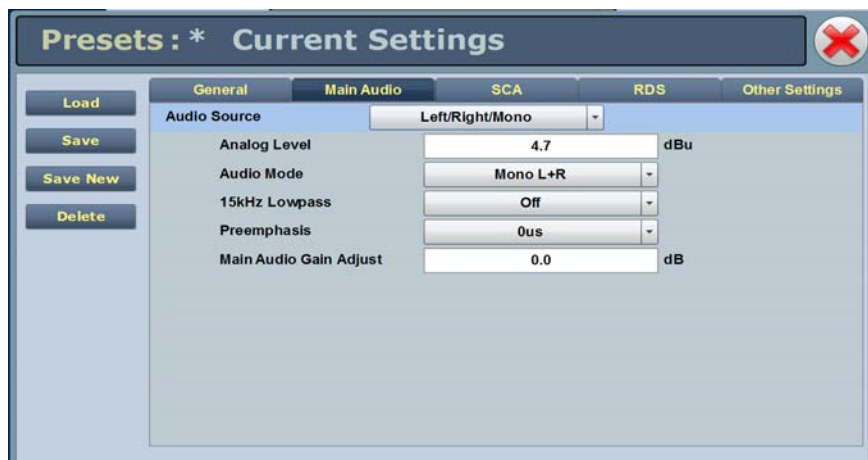 Presets: * Current Settings
Load
Save
Save New
Delete
General Main Audio SCA RDS Other Settings
Audio Source Left/Right/Mono
Analog Level 4.7 dBu
Audio Mode Mono L+R
15kHz Lowpass Off
Preemphasis 0us
Main Audio Gain Adjust 0.0 dB